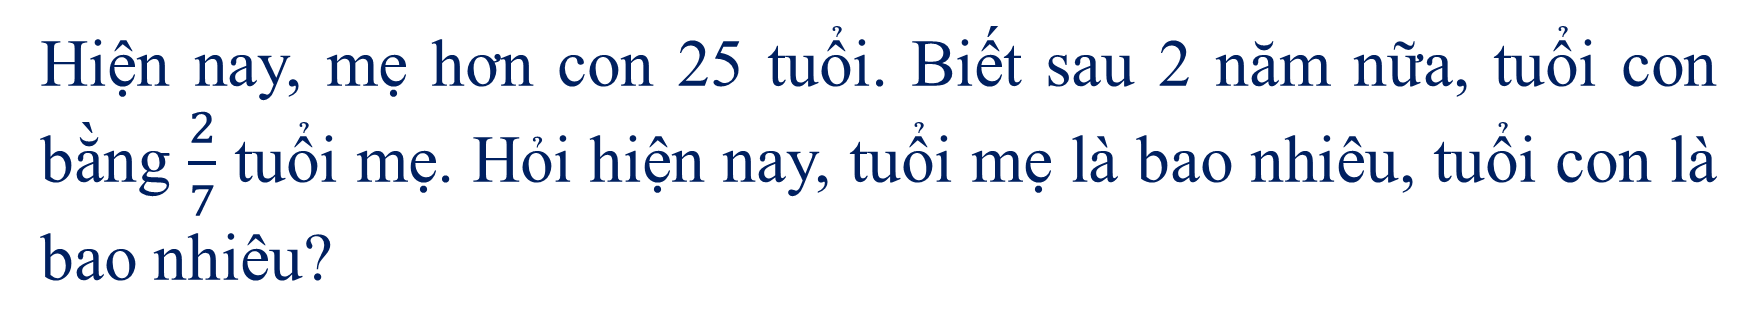 Hiện nay, mẹ hơn con 25 tuổi. Biết sau 2 năm nữa, tuổi con
bằng 2/7 tuổi mẹ. Hỏi hiện nay, tuổi mẹ là bao nhiêu, tuổi con là
bao nhiêu?